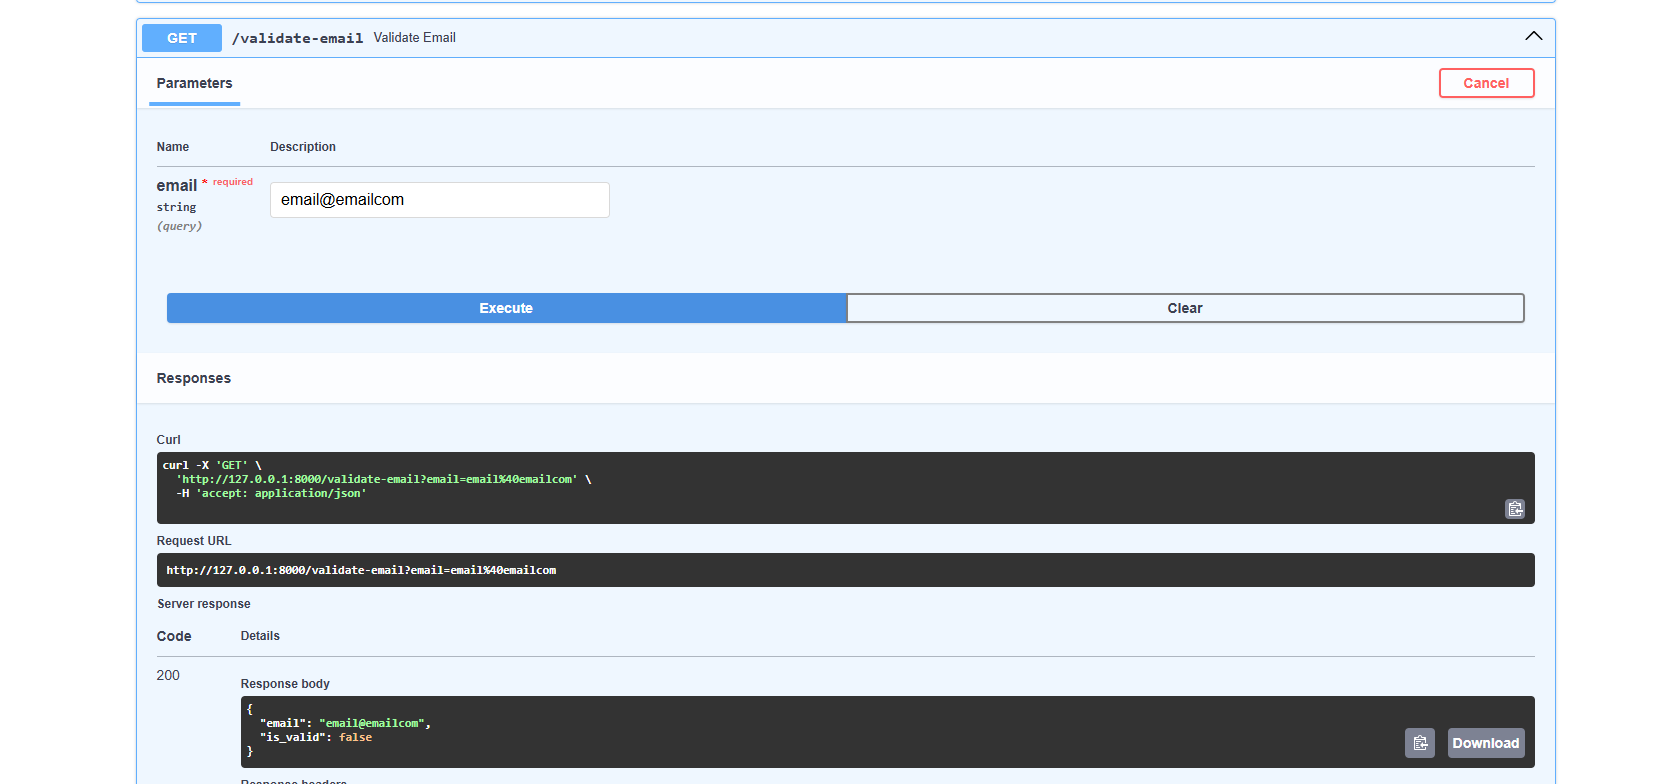 GET /validate-email Validate Email
Parameters
Cancel
Name Description
email * required
string
(query)
email@emailcom
Execute Clear
Responses
Curl
curl -X 'GET' \
  'http://127.0.0.1:8000/validate-email?email=email%40emailcom' \
  -H 'accept: application/json'
Request URL
http://127.0.0.1:8000/validate-email?email=email%40emailcom
Server response
Code Details
200
Response body
{
  "email": "email@emailcom",
  "is_valid": false
}
Download
Response headers